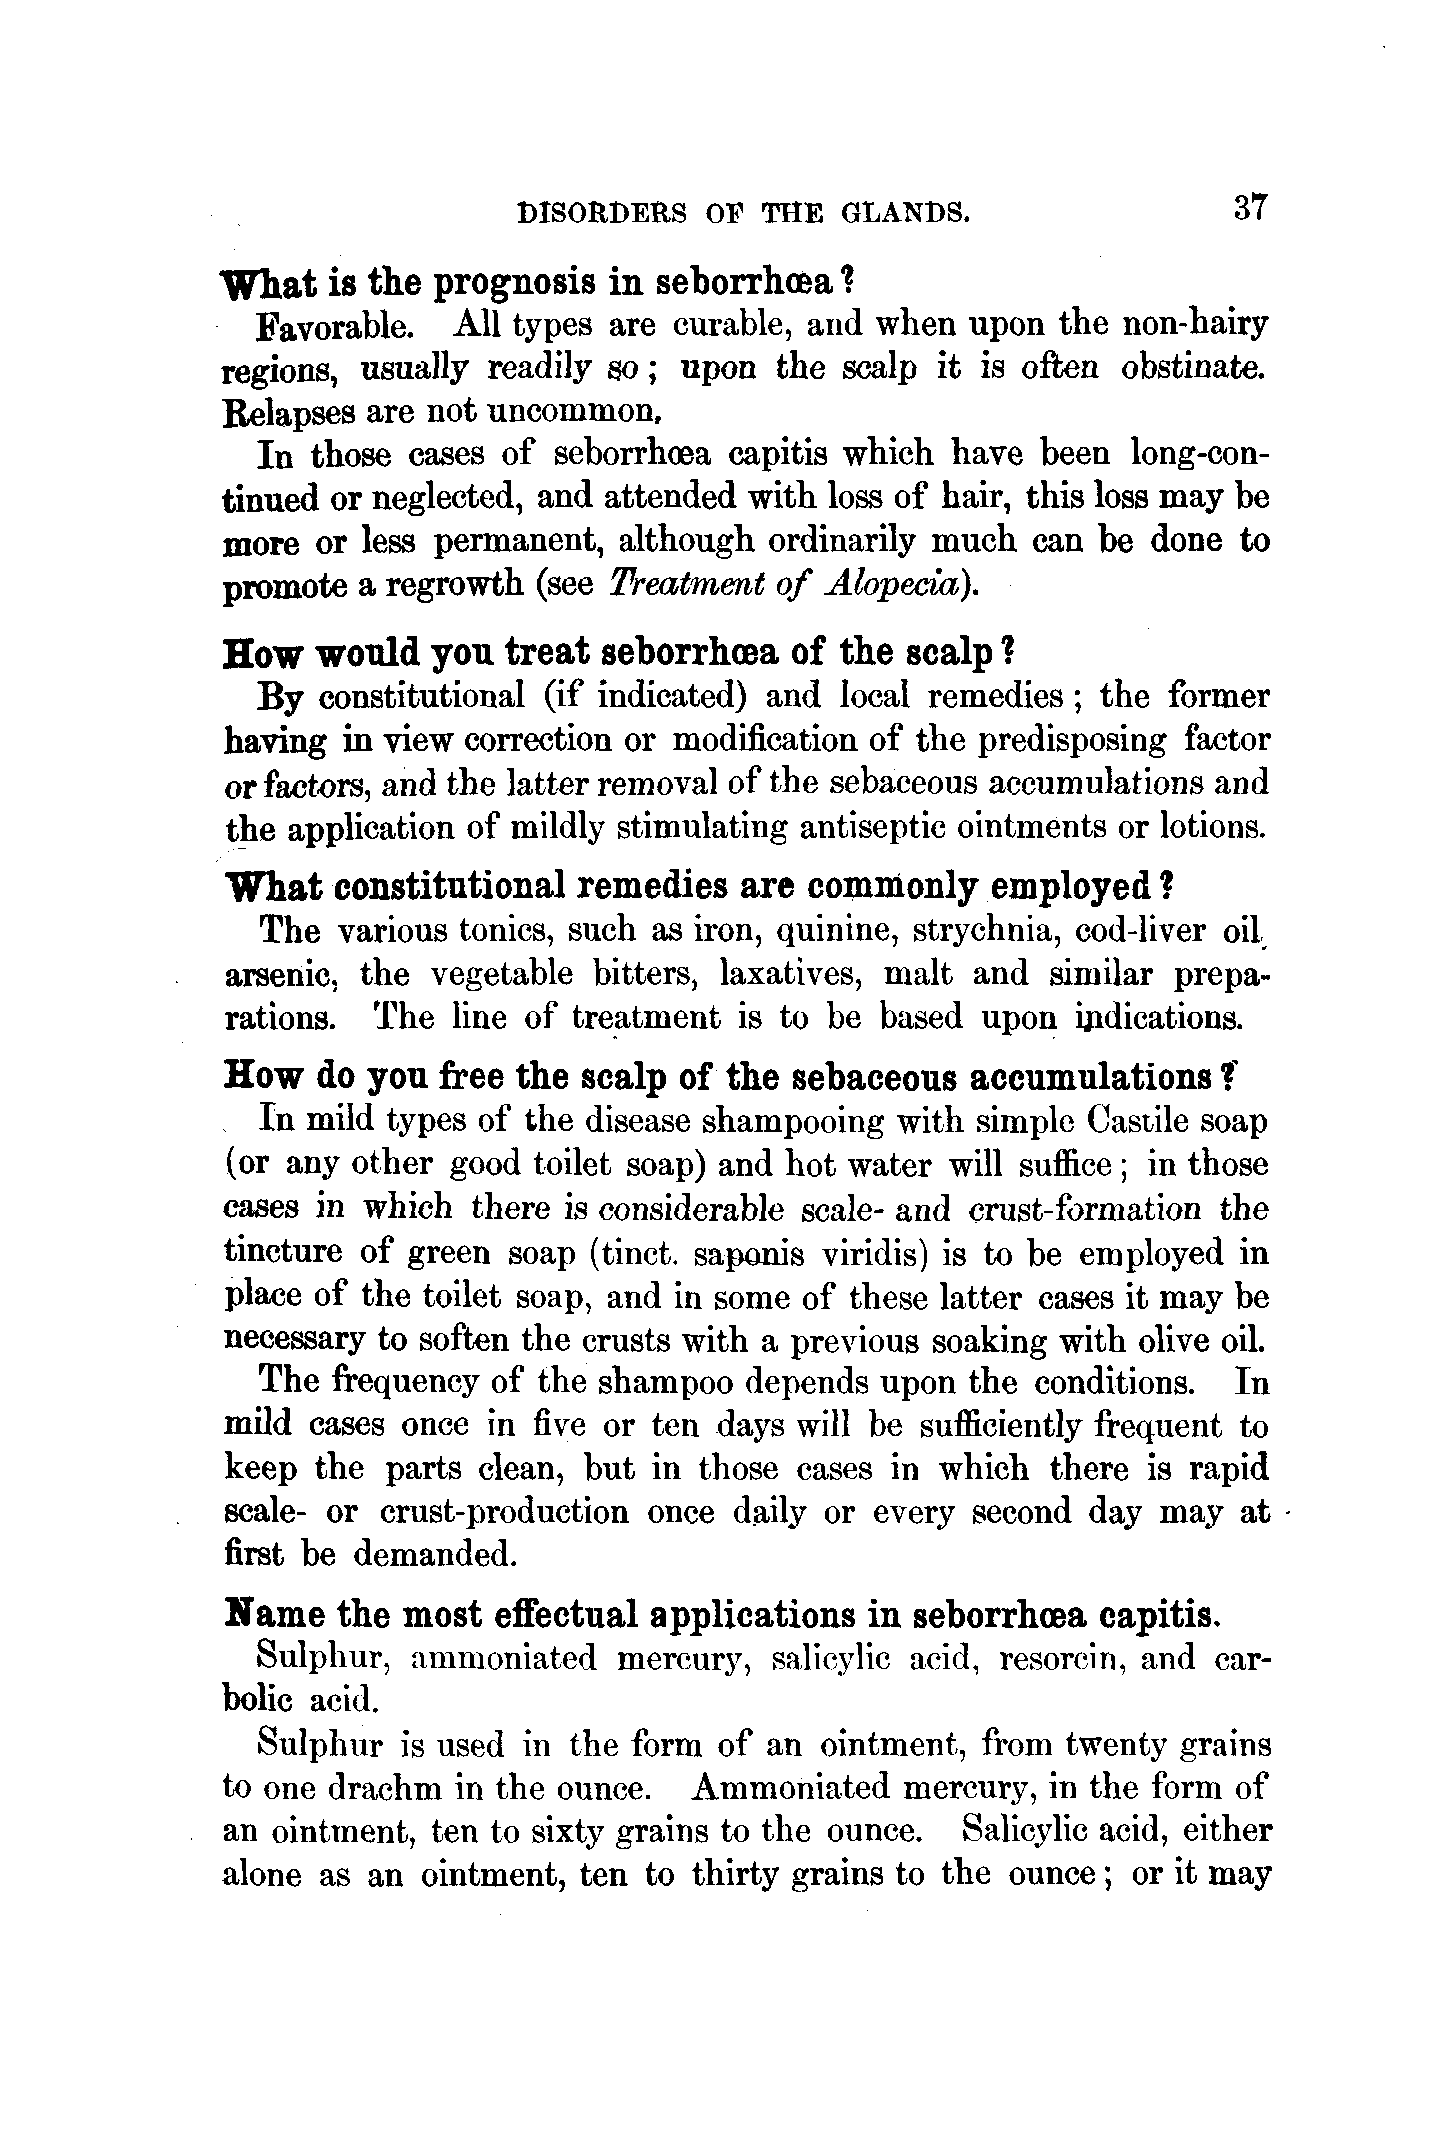 DISORDERS OF THE GLANDS. 37
What is the prognosis in seborrhœa?
Favorable. All types are curable, and when upon the non-hairy
regions, usually readily so; upon the scalp it is often obstinate.
Relapses are not uncommon.
In those cases of seborrhœa capitis which have been long-con-
tinued or neglected, and attended with loss of hair, this loss may be
more or less permanent, although ordinarily much can be done to
promote a regrowth (see Treatment of Alopecia).
How would you treat seborrhœa of the scalp?
By constitutional (if indicated) and local remedies; the former
having in view correction or modification of the predisposing factor
or factors, and the latter removal of the sebaceous accumulations and
the application of mildly stimulating antiseptic ointments or lotions.
What constitutional remedies are commonly employed?
The various tonics, such as iron, quinine, strychnia, cod-liver oil,
arsenic, the vegetable bitters, laxatives, malt and similar prepa-
rations. The line of treatment is to be based upon indications.
How do you free the scalp of the sebaceous accumulations?
In mild types of the disease shampooing with simple Castile soap
(or any other good toilet soap) and hot water will suffice; in those
cases in which there is considerable scale- and crust-formation the
tincture of green soap (tinct. saponis viridis) is to be employed in
place of the toilet soap, and in some of these latter cases it may be
necessary to soften the crusts with a previous soaking with olive oil.
The frequency of the shampoo depends upon the conditions. In
mild cases once in five or ten days will be sufficiently frequent to
keep the parts clean, but in those cases in which there is rapid
scale- or crust-production once daily or every second day may at
first be demanded.
Name the most effectual applications in seborrhœa capitis.
Sulphur, ammoniated mercury, salicylic acid, resorcin, and car-
bolic acid.
Sulphur is used in the form of an ointment, from twenty grains
to one drachm in the ounce. Ammoniated mercury, in the form of
an ointment, ten to sixty grains to the ounce. Salicylic acid, either
alone as an ointment, ten to thirty grains to the ounce; or it may